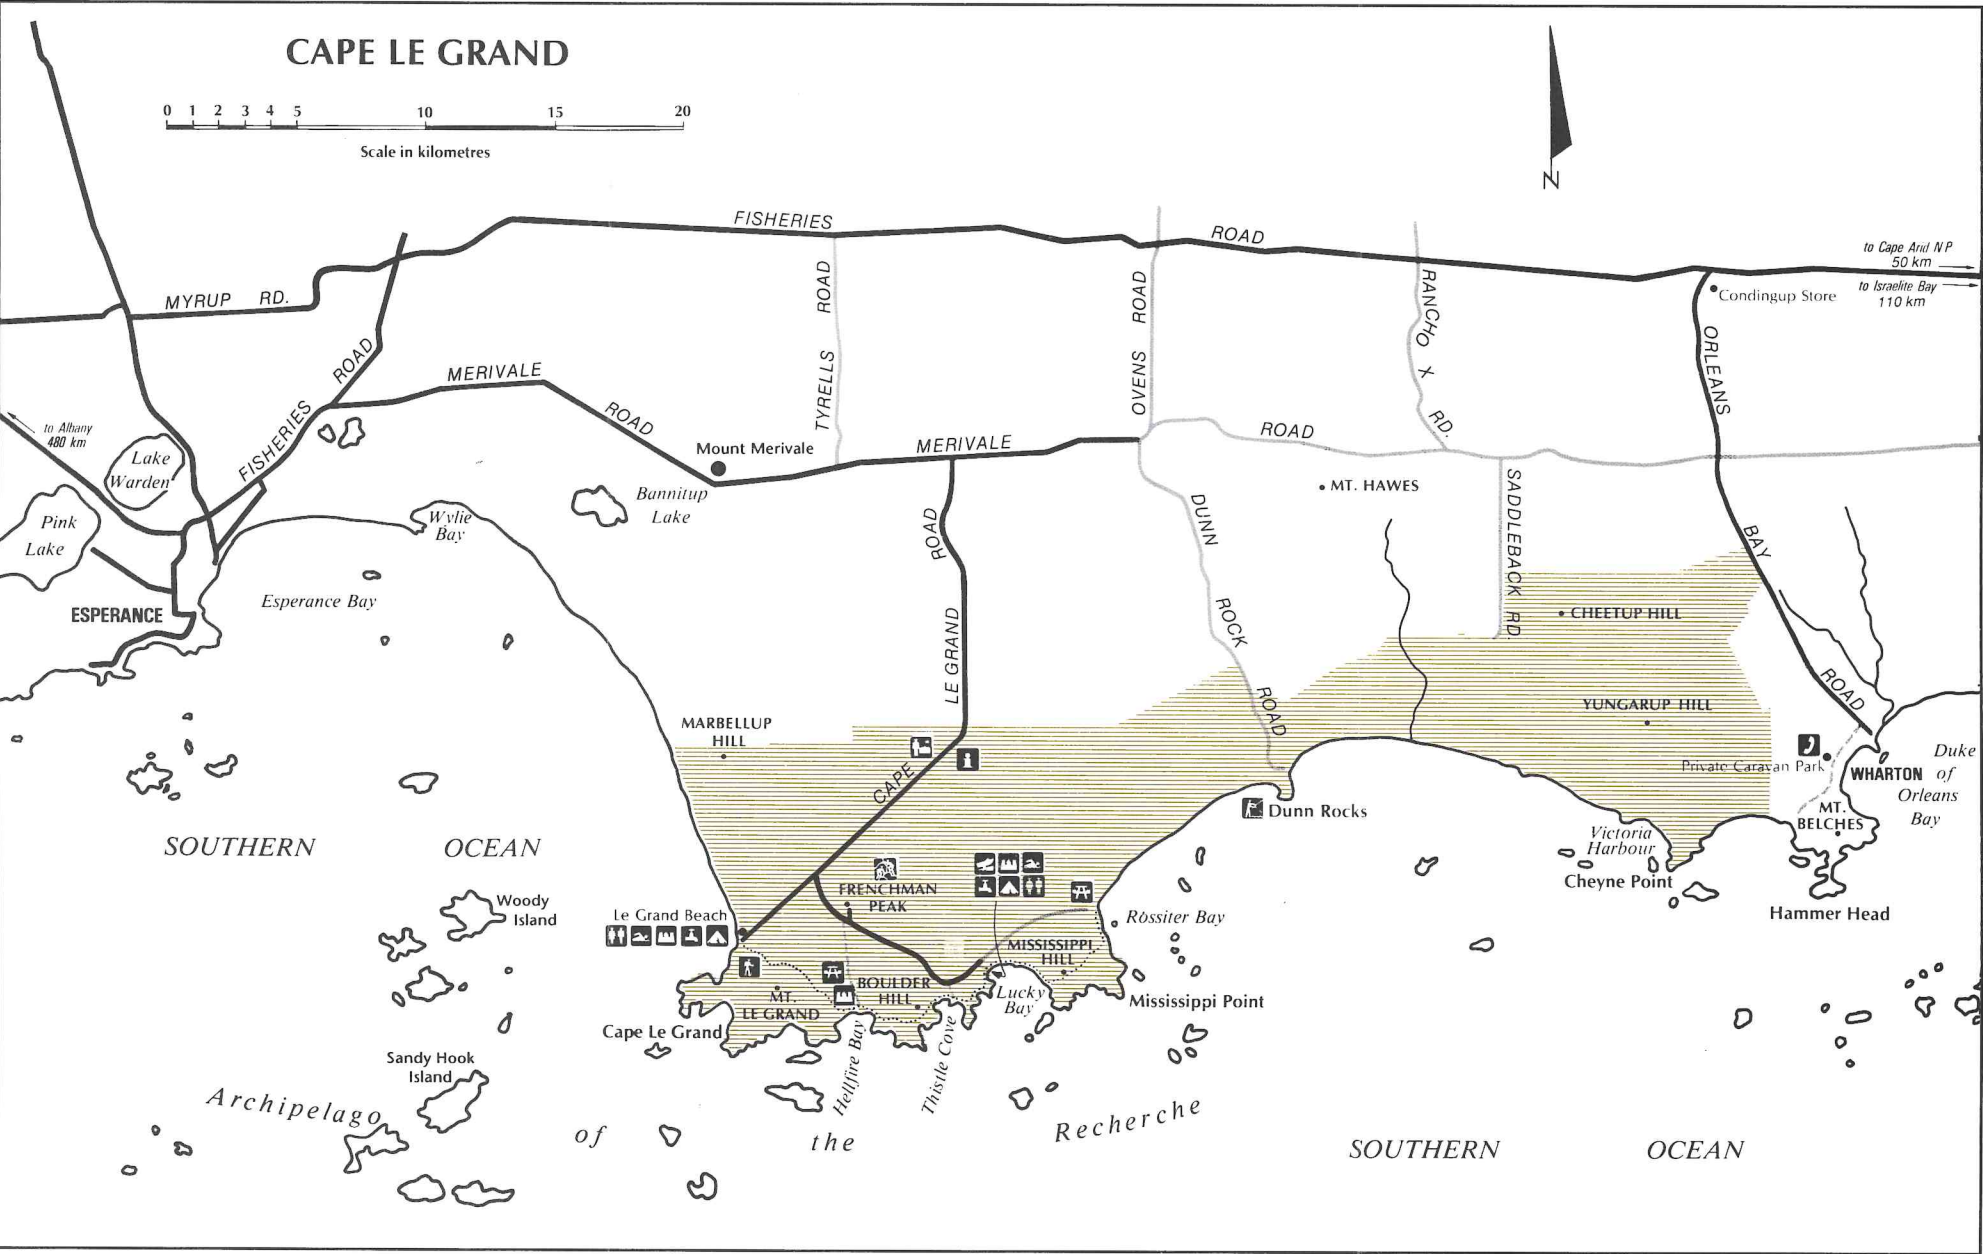 CAPE LE GRAND
0 1 2 3 4 5 10 15 20
Scale in kilometres
N
FISHERIES
ROAD
to Cape Arid N P
50 km
to Israelite Bay
110 km
Condingup Store
MYRUP RD.
ROAD
FISHERIES
MERIVALE
ROAD
TYRELLS ROAD
OVENS ROAD
RANCHO X RD.
ORLEANS
BAY
ROAD
to Albany
480 km
Lake
Warden
Pink
Lake
Mount Merivale
MERIVALE
ROAD
Bannitup
Lake
Wylie
Bay
MT. HAWES
DUNN
ROCK
ROAD
SADDLEBACK RD.
ROAD
LE GRAND
CAPE
ESPERANCE
Esperance Bay
CHEETUP HILL
YUNGARUP HILL
MARBELLUP
HILL
Private Caravan Park
WHARTON
Duke
of
Orleans
Bay
MT.
BELCHES
Dunn Rocks
Victoria
Harbour
Cheyne Point
Hammer Head
SOUTHERN OCEAN
Woody
Island
Le Grand Beach
FRENCHMAN
PEAK
Rossiter Bay
MISSISSIPPI
HILL
BOULDER
HILL
MT.
LE GRAND
Lucky
Bay
Mississippi Point
Cape Le Grand
Hellfire Bay
Thistle Cove
Sandy Hook
Island
Archipelago of the Recherche
SOUTHERN OCEAN